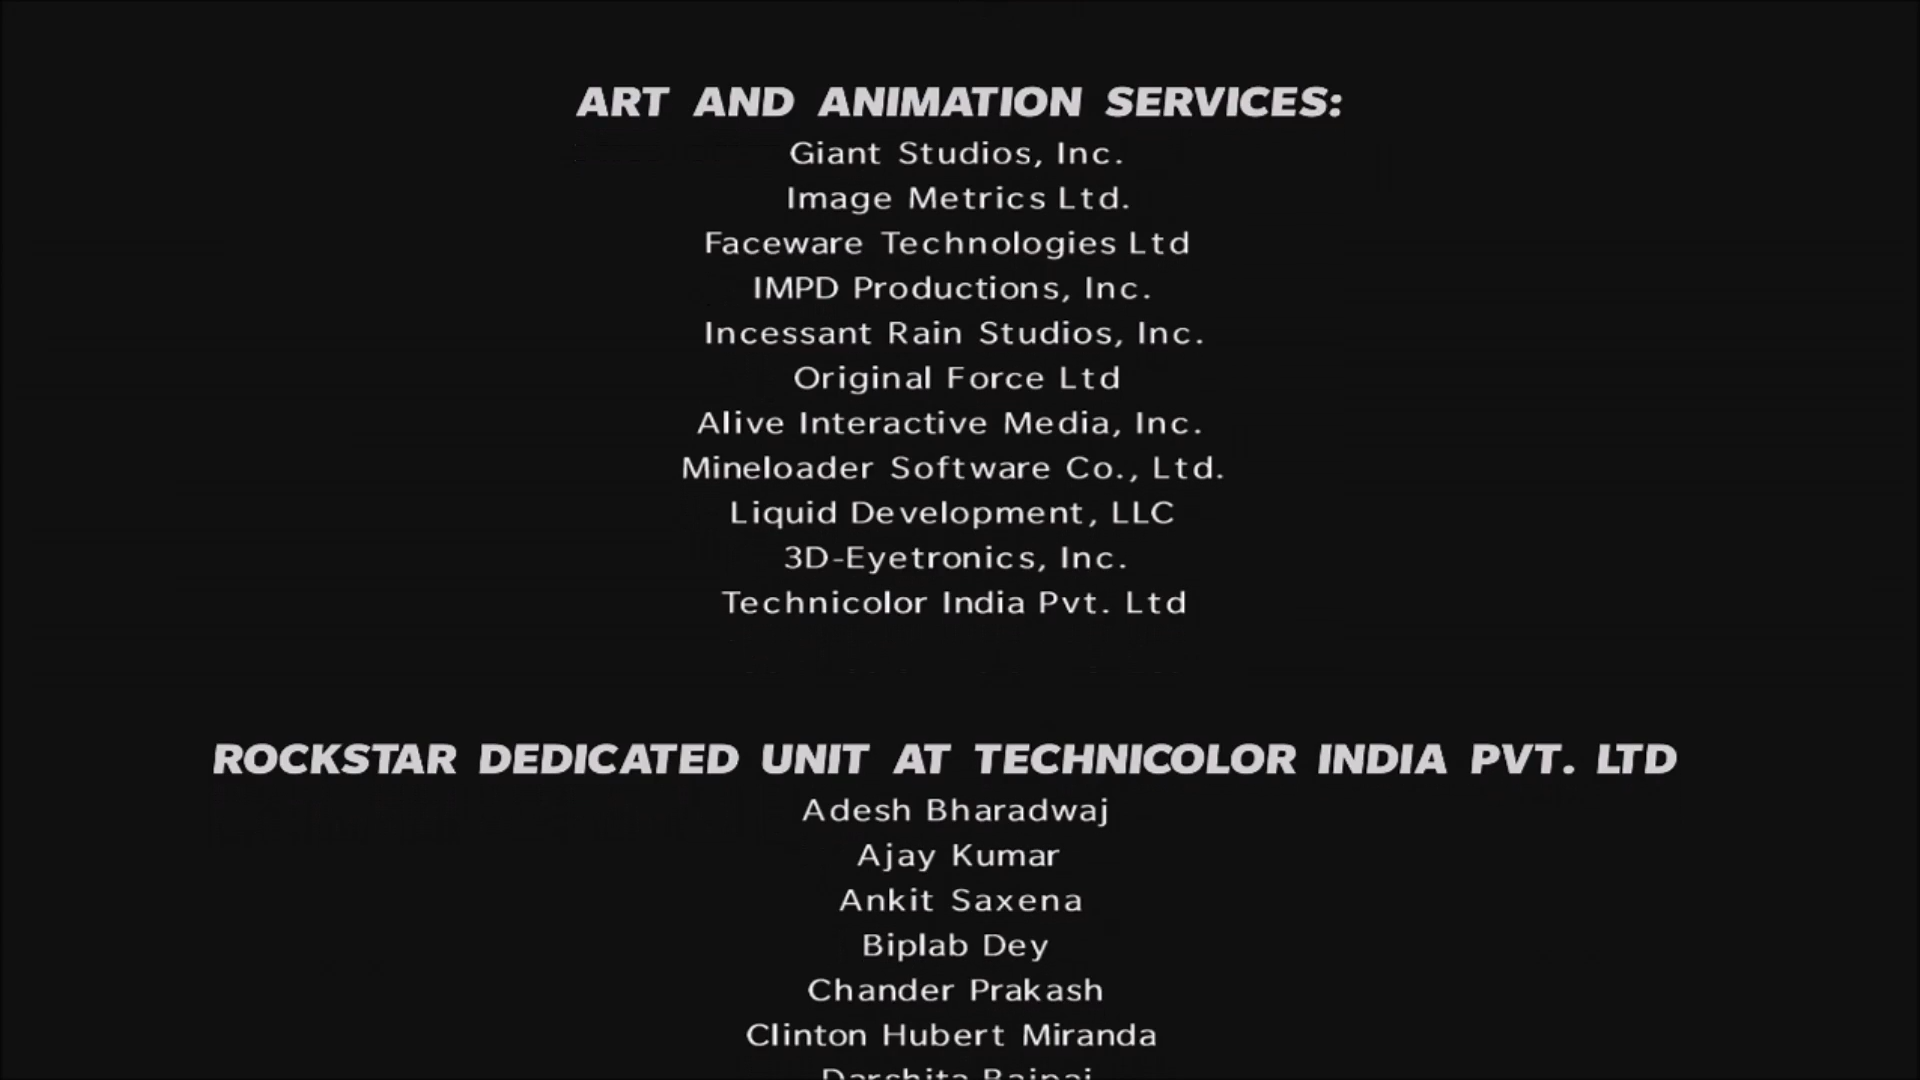 ART AND ANIMATION SERVICES:
Giant Studios, Inc.
Image Metrics Ltd.
Faceware Technologies Ltd
IMPD Productions, Inc.
Incessant Rain Studios, Inc.
Original Force Ltd
Alive Interactive Media, Inc.
Mineloader Software Co., Ltd.
Liquid Development, LLC
3D-Eyetronics, Inc.
Technicolor India Pvt. Ltd
ROCKSTAR DEDICATED UNIT AT TECHNICOLOR INDIA PVT. LTD
Adesh Bharadwaj
Ajay Kumar
Ankit Saxena
Biplab Dey
Chander Prakash
Clinton Hubert Miranda
Darshita Bajpai